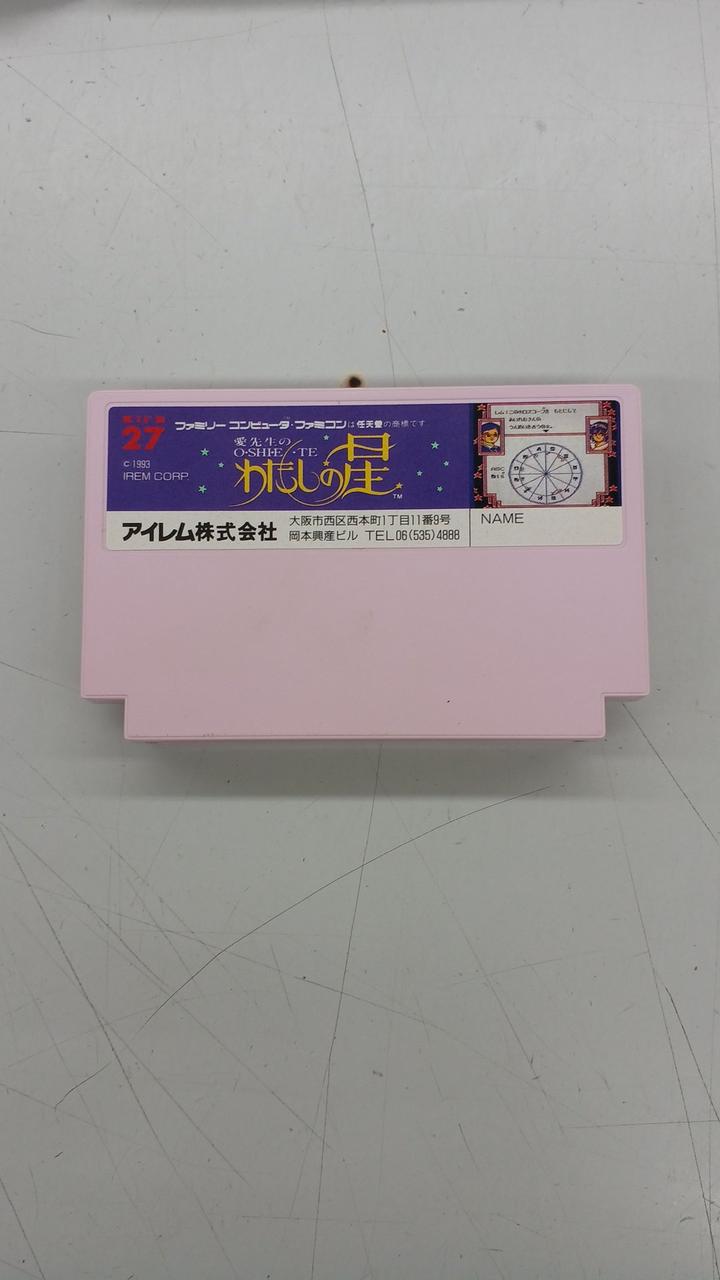 27
ファミリー コンピュータ・ファミコンは任天堂の商標です
©1993
IREM CORP.
愛先生の
O・SHI・E・TE
わたしの星
TM
アイレム株式会社
大阪市西区西本町1丁目11番9号
岡本興産ビル TEL06(535)4888
NAME